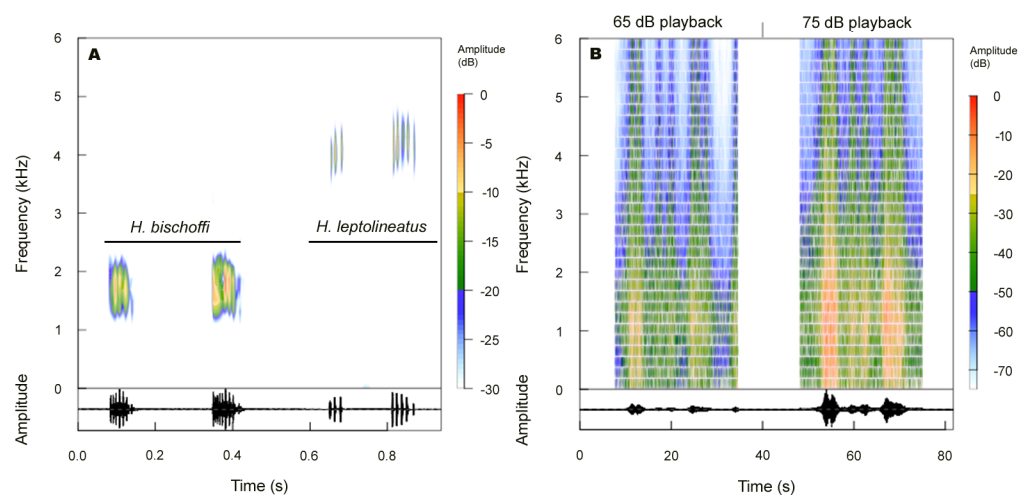 65 dB playback 75 dB playback
A
B
Amplitude
(dB)
Amplitude
(dB)
6
5
4
3
2
1
0
Frequency (kHz)
Amplitude
H. bischoffi
H. leptolineatus
0
-5
-10
-15
-20
-25
-30
0.0 0.2 0.4 0.6 0.8
Time (s)
6
5
4
3
2
1
0
Frequency (kHz)
Amplitude
0
-10
-20
-30
-40
-50
-60
-70
0 20 40 60 80
Time (s)